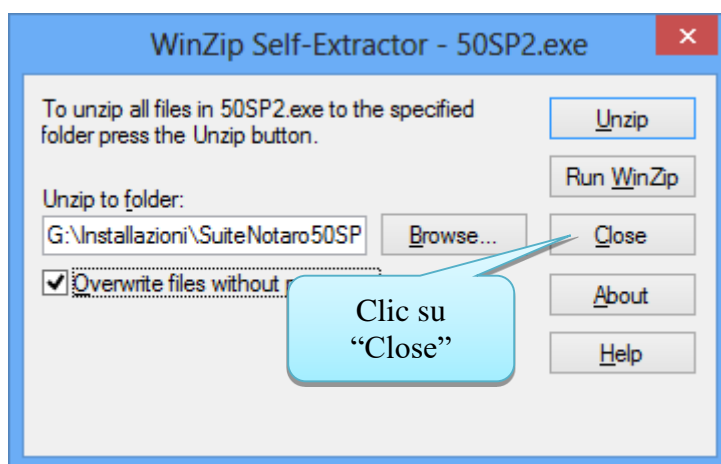 WinZip Self-Extractor - 50SP2.exe
To unzip all files in 50SP2.exe to the specified
folder press the Unzip button.
Unzip
Run WinZip
Unzip to folder:
G:\Installazioni\SuiteNotaro50SP
Browse...
Close
Overwrite files without
About
Help
Clic su
“Close”